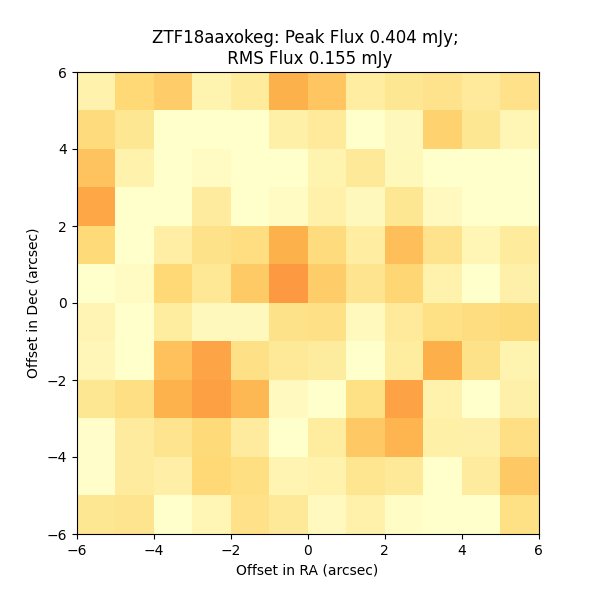 ZTF18aaxokeg: Peak Flux 0.404 mJy;
RMS Flux 0.155 mJy
6
4
2
0
−2
−4
−6
Offset in Dec (arcsec)
−6 −4 −2 0 2 4 6
Offset in RA (arcsec)